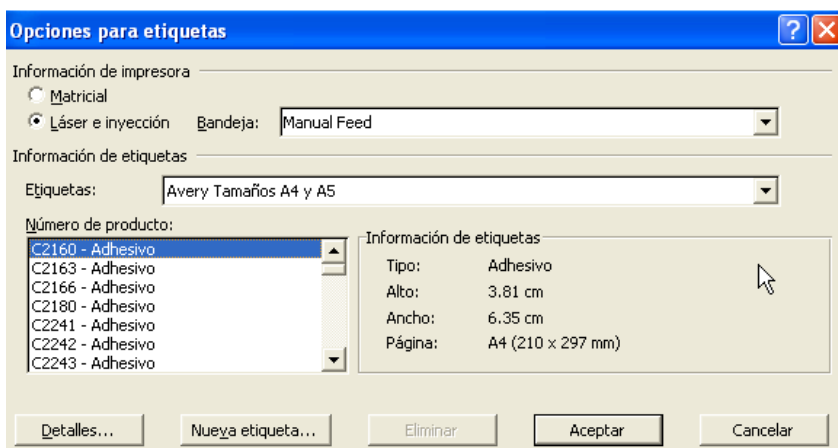 Opciones para etiquetas
Información de impresora
Matricial
Láser e inyección Bandeja: Manual Feed
Información de etiquetas
Etiquetas: Avery Tamaños A4 y A5
Número de producto:
C2160 - Adhesivo
C2163 - Adhesivo
C2166 - Adhesivo
C2180 - Adhesivo
C2241 - Adhesivo
C2242 - Adhesivo
C2243 - Adhesivo
Información de etiquetas
Tipo: Adhesivo
Alto: 3.81 cm
Ancho: 6.35 cm
Página: A4 (210 x 297 mm)
Detalles... Nueva etiqueta... Eliminar Aceptar Cancelar